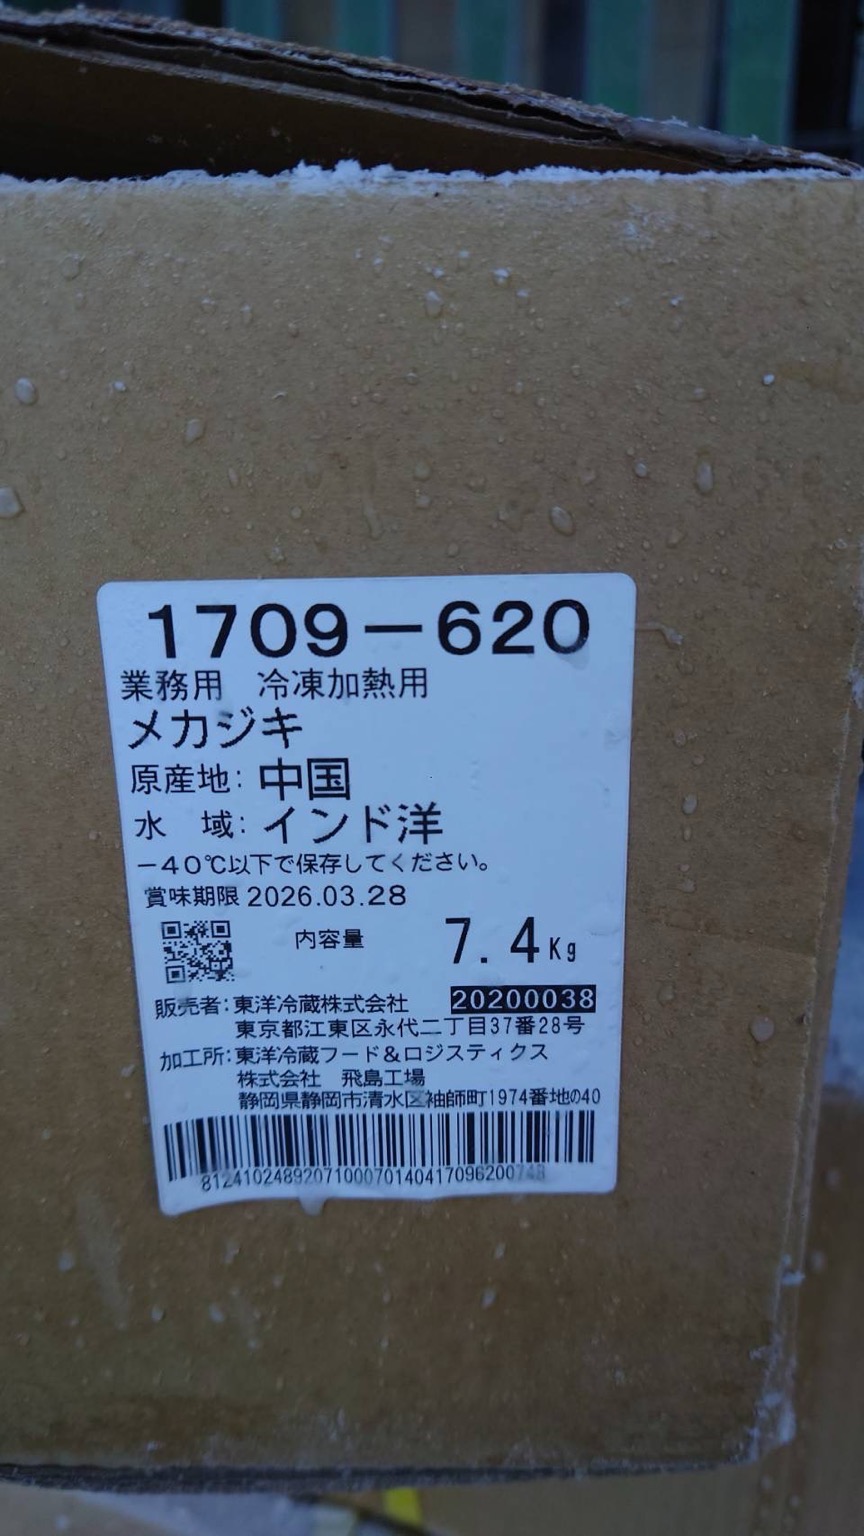 1709-620
業務用 冷凍加熱用
メカジキ
原産地: 中国
水 域: インド洋
-40℃以下で保存してください。
賞味期限 2026.03.28
内容量 7.4Kg
販売者: 東洋冷蔵株式会社 20200038
東京都江東区永代二丁目37番28号
加工所: 東洋冷蔵フード&ロジスティクス
株式会社 飛島工場
静岡県静岡市清水区袖師町1974番地の40